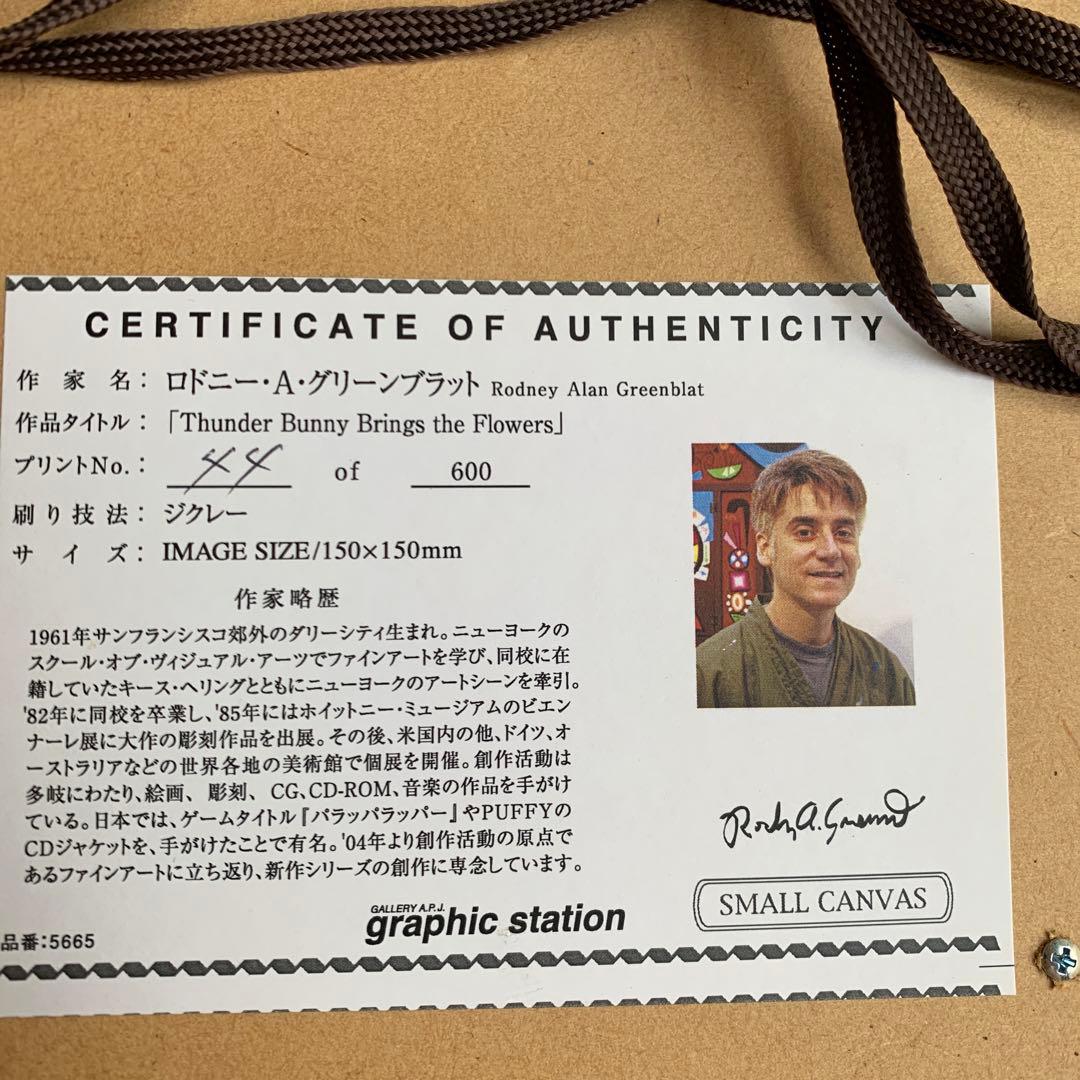 CERTIFICATE OF AUTHENTICITY
作 家 名： ロドニー・A・グリーンブラット Rodney Alan Greenblat
作品タイトル： 「Thunder Bunny Brings the Flowers」
プリントNo.： 44 of 600
刷り技法： ジクレー
サ イ ズ： IMAGE SIZE/150×150mm
作家略歴
1961年サンフランシスコ郊外のダリーシティ生まれ。ニューヨークの
スクール・オブ・ヴィジュアル・アーツでファインアートを学び、同校に在
籍していたキース・ヘリングとともにニューヨークのアートシーンを牽引。
'82年に同校を卒業し、'85年にはホイットニー・ミュージアムのビエン
ナーレ展に大作の彫刻作品を出展。その後、米国内の他、ドイツ、オ
ーストラリアなどの世界各地の美術館で個展を開催。創作活動は
多岐にわたり、絵画、彫刻、CG、CD-ROM、音楽の作品を手がけ
ている。日本では、ゲームタイトル『パラッパラッパー』やPUFFYの
CDジャケットを、手がけたことで有名。'04年より創作活動の原点で
あるファインアートに立ち返り、新作シリーズの創作に専念しています。
Rodny A. Greenblat
SMALL CANVAS
GALLERY A.P.J.
graphic station
品番：5665